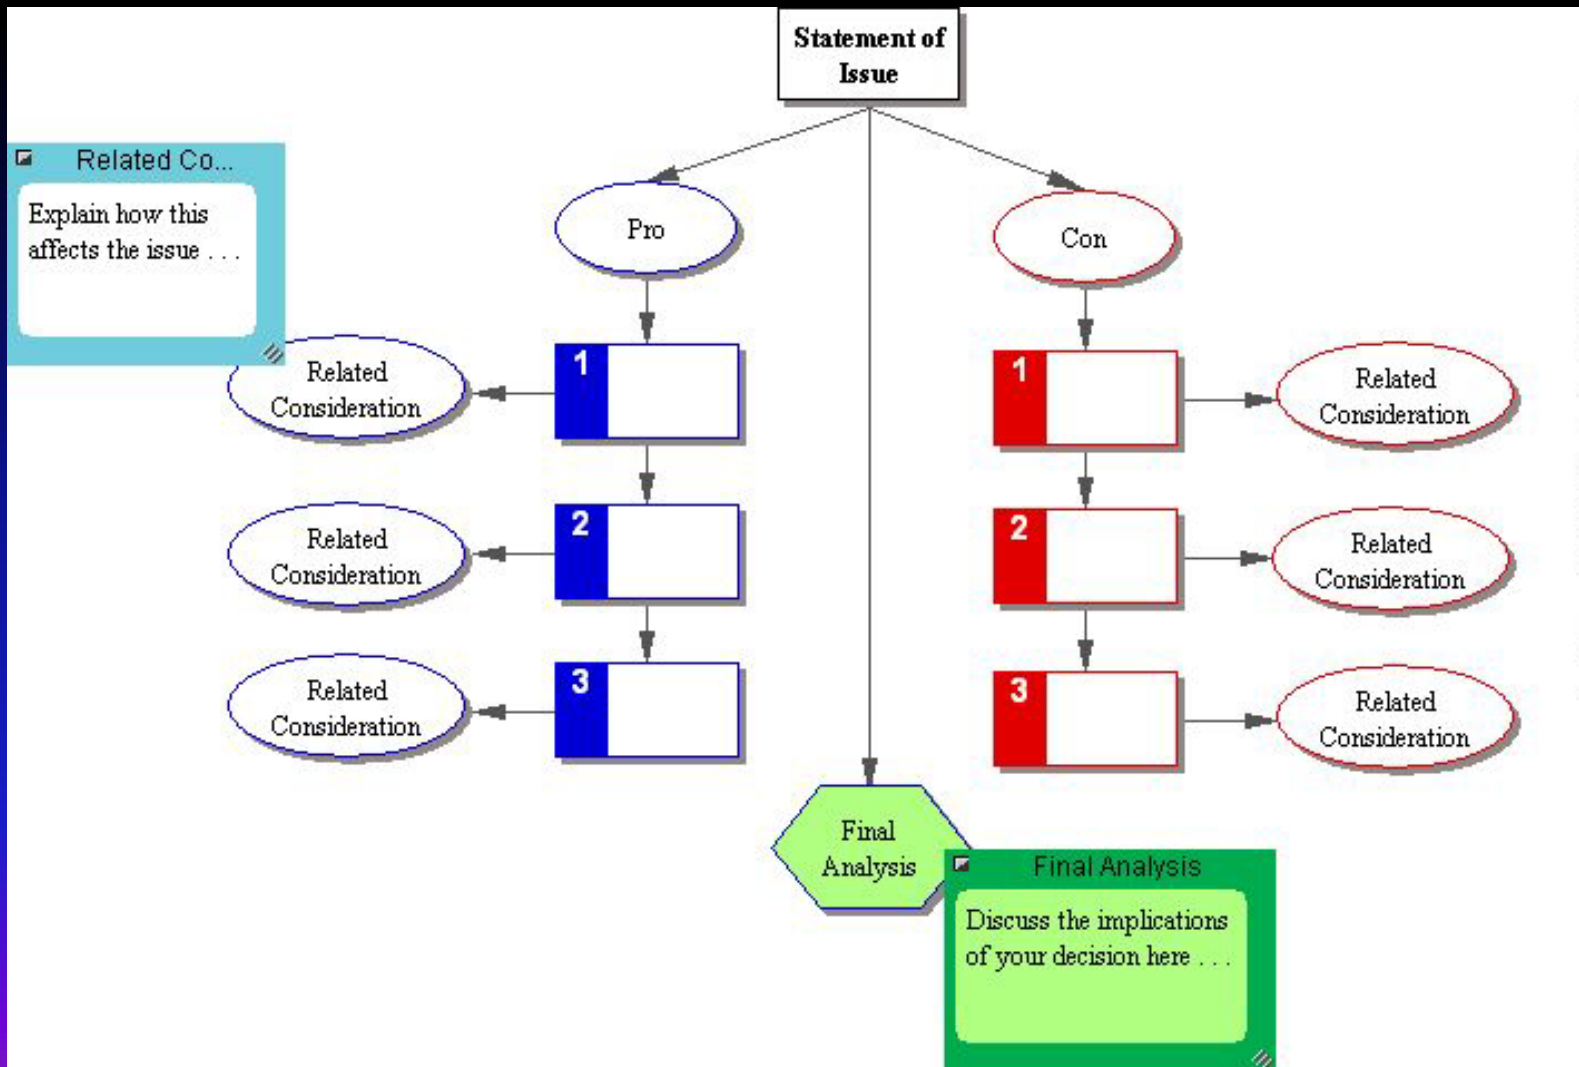 Statement of
Issue
Related Co...
Explain how this
affects the issue . . .
Pro
Con
1
Related
Consideration
1
Related
Consideration
2
Related
Consideration
2
Related
Consideration
3
Related
Consideration
3
Related
Consideration
Final
Analysis
Final Analysis
Discuss the implications
of your decision here . . .